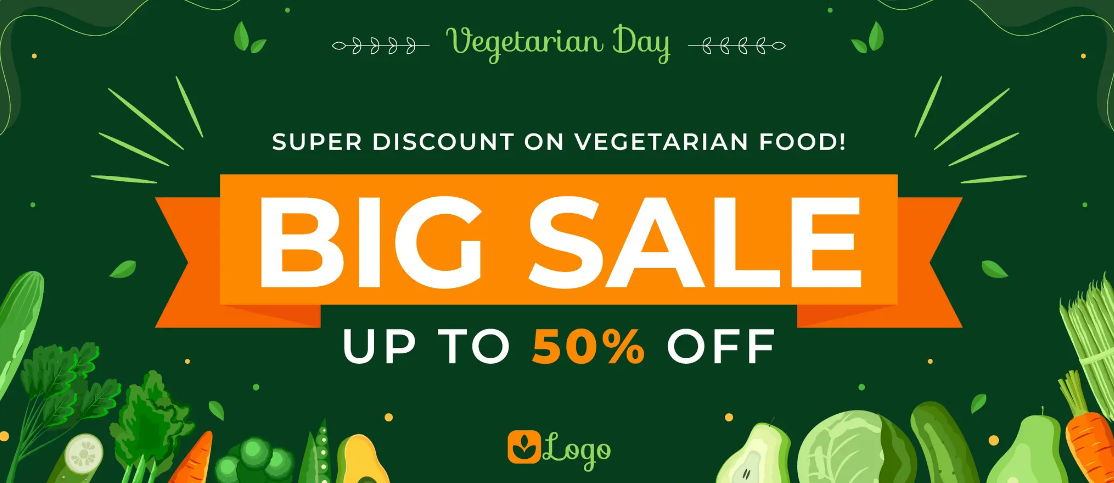 Vegetarian Day
SUPER DISCOUNT ON VEGETARIAN FOOD!
BIG SALE
UP TO 50% OFF
Logo